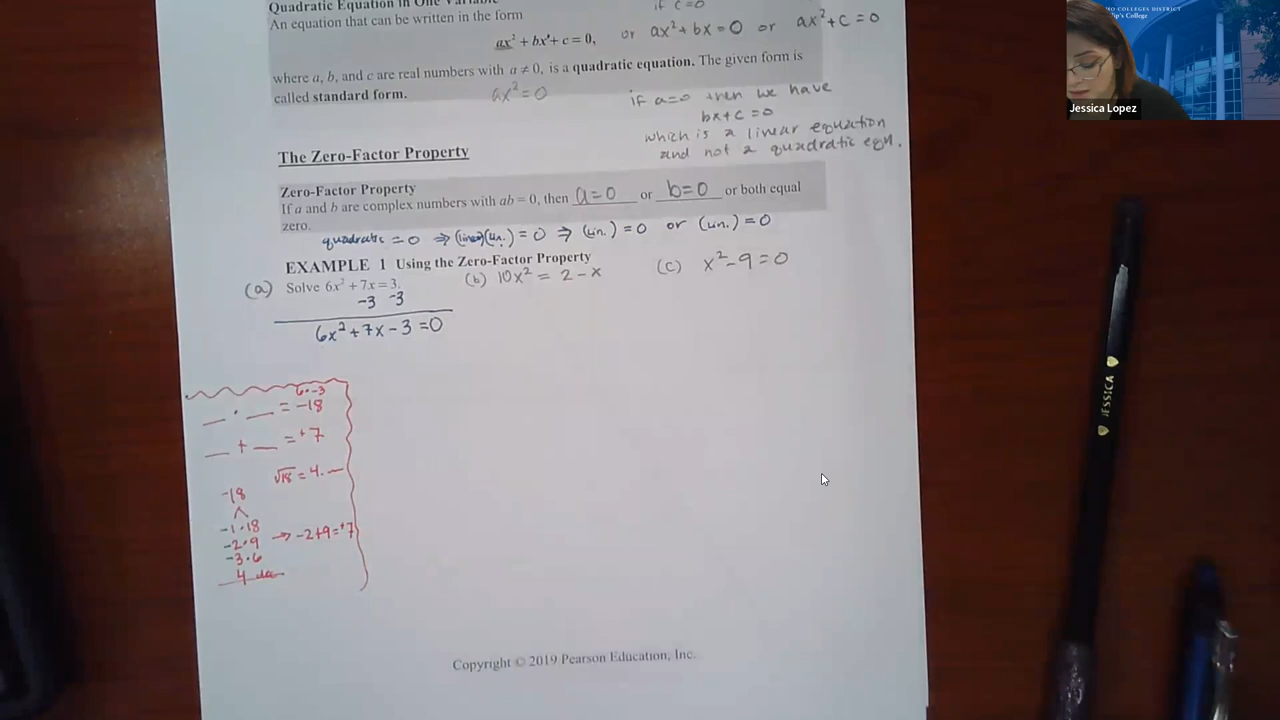 Quadratic Equation in One Variable
if c=0
An equation that can be written in the form
ax² + bx + c = 0, or ax²+bx=0 or ax²+c=0
where a, b, and c are real numbers with a ≠ 0, is a quadratic equation. The given form is
called standard form. ax²=0
if a=0 then we have
bx+c=0
which is a linear equation
and not a quadratic eqn.
The Zero-Factor Property
Zero-Factor Property
If a and b are complex numbers with ab = 0, then a=0 or b=0 or both equal
zero.
quadratic = 0 ⇒ (linear)(lin.) = 0 ⇒ (lin.) = 0 or (lin.) = 0
EXAMPLE 1 Using the Zero-Factor Property
(a) Solve 6x² + 7x = 3. (b) 10x² = 2-x (c) x²-9=0
-3 -3
6x²+7x-3=0
6·-3
__ · __ = -18
__ + __ = +7
√18 = 4.
-18
-1·18
-2·9 → -2+9=+7
-3·6
4
Copyright © 2019 Pearson Education, Inc.
Jessica Lopez
COLLEGES DISTRICT
lip's College
JESSICA